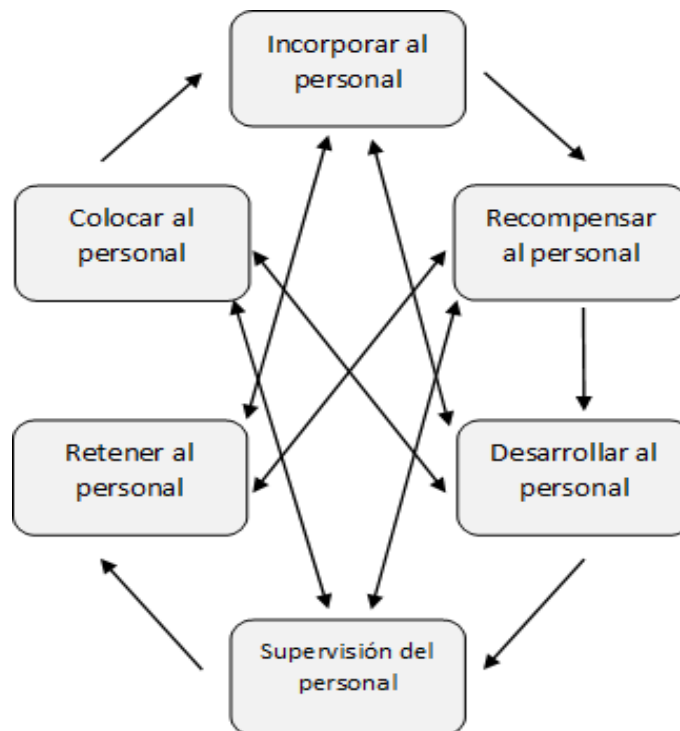 Incorporar al
personal
Colocar al
personal
Recompensar
al personal
Retener al
personal
Desarrollar al
personal
Supervisión del
personal